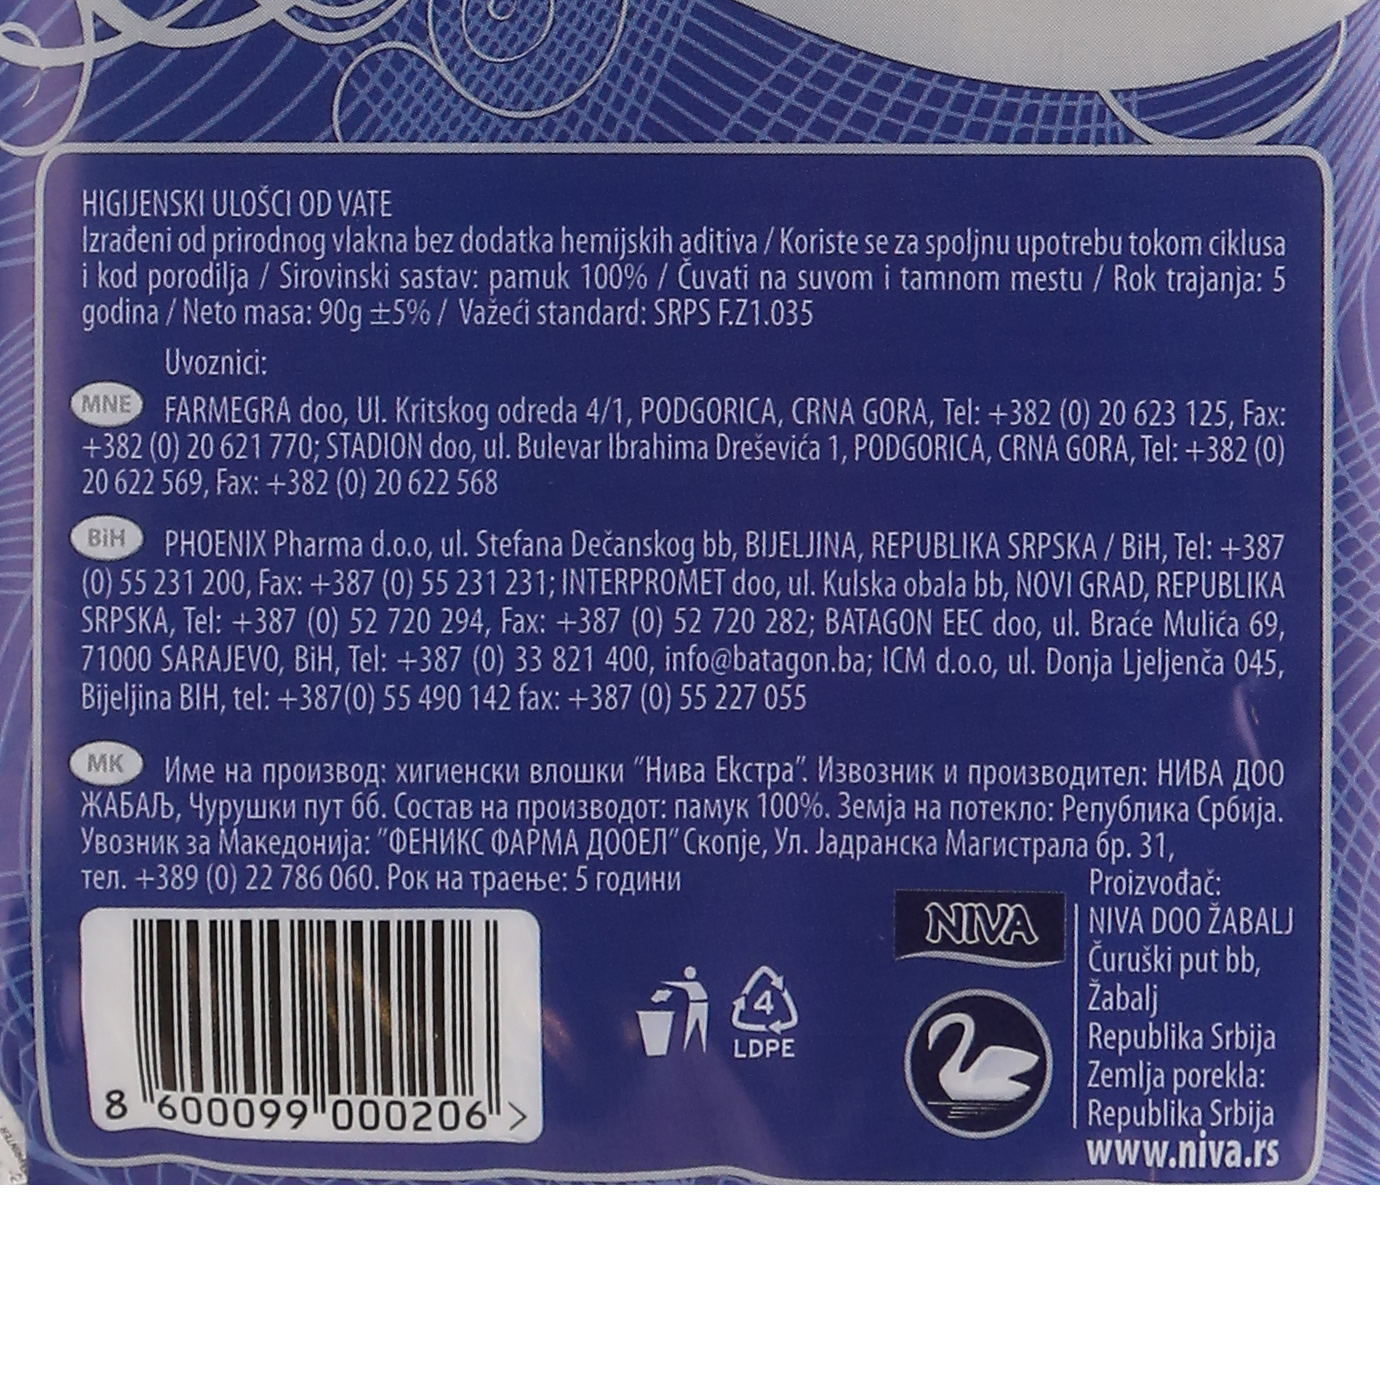 HIGIJENSKI ULOŠCI OD VATE
Izrađeni od prirodnog vlakna bez dodatka hemijskih aditiva / Koriste se za spoljnu upotrebu tokom ciklusa
i kod porodilja / Sirovinski sastav: pamuk 100% / Čuvati na suvom i tamnom mestu / Rok trajanja: 5
godina / Neto masa: 90g ±5% / Važeći standard: SRPS F.Z1.035
Uvoznici:
MNE FARMEGRA doo, Ul. Kritskog odreda 4/1, PODGORICA, CRNA GORA, Tel: +382 (0) 20 623 125, Fax:
+382 (0) 20 621 770; STADION doo, ul. Bulevar Ibrahima Dreševića 1, PODGORICA, CRNA GORA, Tel: +382 (0)
20 622 569, Fax: +382 (0) 20 622 568
BiH PHOENIX Pharma d.o.o, ul. Stefana Dečanskog bb, BIJELJINA, REPUBLIKA SRPSKA / BiH, Tel: +387
(0) 55 231 200, Fax: +387 (0) 55 231 231; INTERPROMET doo, ul. Kulska obala bb, NOVI GRAD, REPUBLIKA
SRPSKA, Tel: +387 (0) 52 720 294, Fax: +387 (0) 52 720 282; BATAGON EEC doo, ul. Braće Mulića 69,
71000 SARAJEVO, BiH, Tel: +387 (0) 33 821 400, info@batagon.ba; ICM d.o.o, ul. Donja Ljeljenča 045,
Bijeljina BIH, tel: +387(0) 55 490 142 fax: +387 (0) 55 227 055
MK Име на производ: хигиенски влошки "Нива Екстра". Извозник и производител: НИВА ДОО
ЖАБАЉ, Чурушки пут бб. Состав на производот: памук 100%. Земја на потекло: Република Србија.
Увозник за Македонија: "ФЕНИКС ФАРМА ДООЕЛ" Скопје, Ул. Јадранска Магистрала бр. 31,
тел. +389 (0) 22 786 060. Рок на траење: 5 години
8 600099 000206 >
4
LDPE
NIVA
Proizvođač:
NIVA DOO ŽABALJ
Čuruški put bb,
Žabalj
Republika Srbija
Zemlja porekla:
Republika Srbija
www.niva.rs